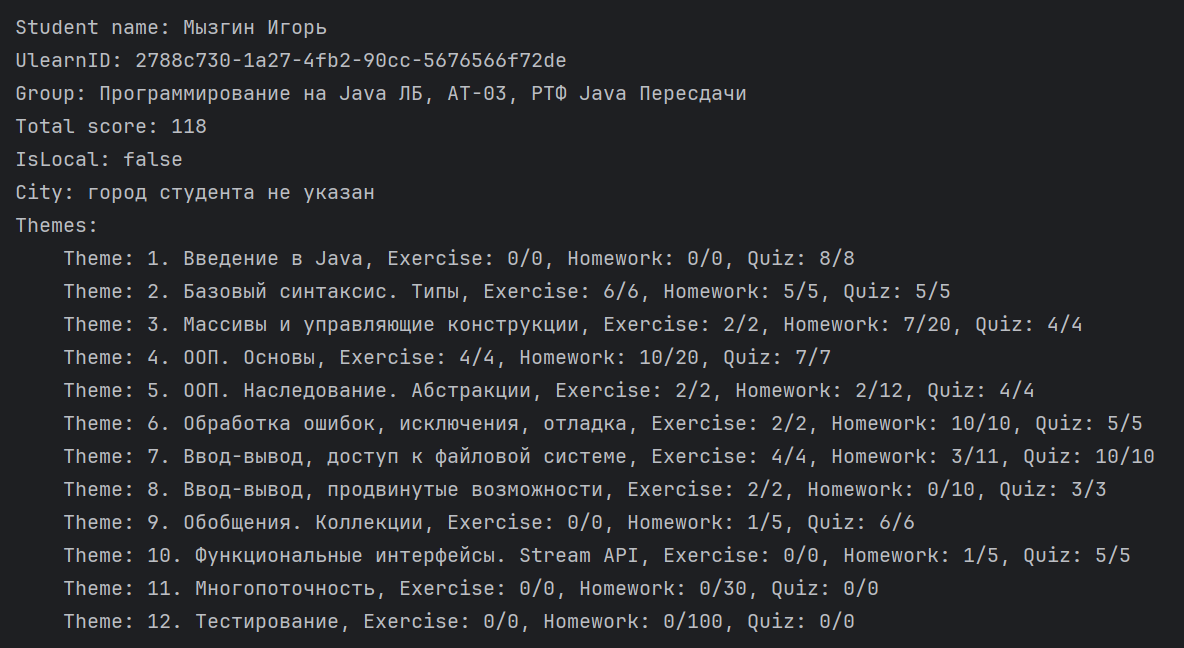 Student name: Мызгин Игорь
UlearnID: 2788c730-1a27-4fb2-90cc-5676566f72de
Group: Программирование на Java ЛБ, АТ-03, РТФ Java Пересдачи
Total score: 118
IsLocal: false
City: город студента не указан
Themes:
Theme: 1. Введение в Java, Exercise: 0/0, Homework: 0/0, Quiz: 8/8
Theme: 2. Базовый синтаксис. Типы, Exercise: 6/6, Homework: 5/5, Quiz: 5/5
Theme: 3. Массивы и управляющие конструкции, Exercise: 2/2, Homework: 7/20, Quiz: 4/4
Theme: 4. ООП. Основы, Exercise: 4/4, Homework: 10/20, Quiz: 7/7
Theme: 5. ООП. Наследование. Абстракции, Exercise: 2/2, Homework: 2/12, Quiz: 4/4
Theme: 6. Обработка ошибок, исключения, отладка, Exercise: 2/2, Homework: 10/10, Quiz: 5/5
Theme: 7. Ввод-вывод, доступ к файловой системе, Exercise: 4/4, Homework: 3/11, Quiz: 10/10
Theme: 8. Ввод-вывод, продвинутые возможности, Exercise: 2/2, Homework: 0/10, Quiz: 3/3
Theme: 9. Обобщения. Коллекции, Exercise: 0/0, Homework: 1/5, Quiz: 6/6
Theme: 10. Функциональные интерфейсы. Stream API, Exercise: 0/0, Homework: 1/5, Quiz: 5/5
Theme: 11. Многопоточность, Exercise: 0/0, Homework: 0/30, Quiz: 0/0
Theme: 12. Тестирование, Exercise: 0/0, Homework: 0/100, Quiz: 0/0